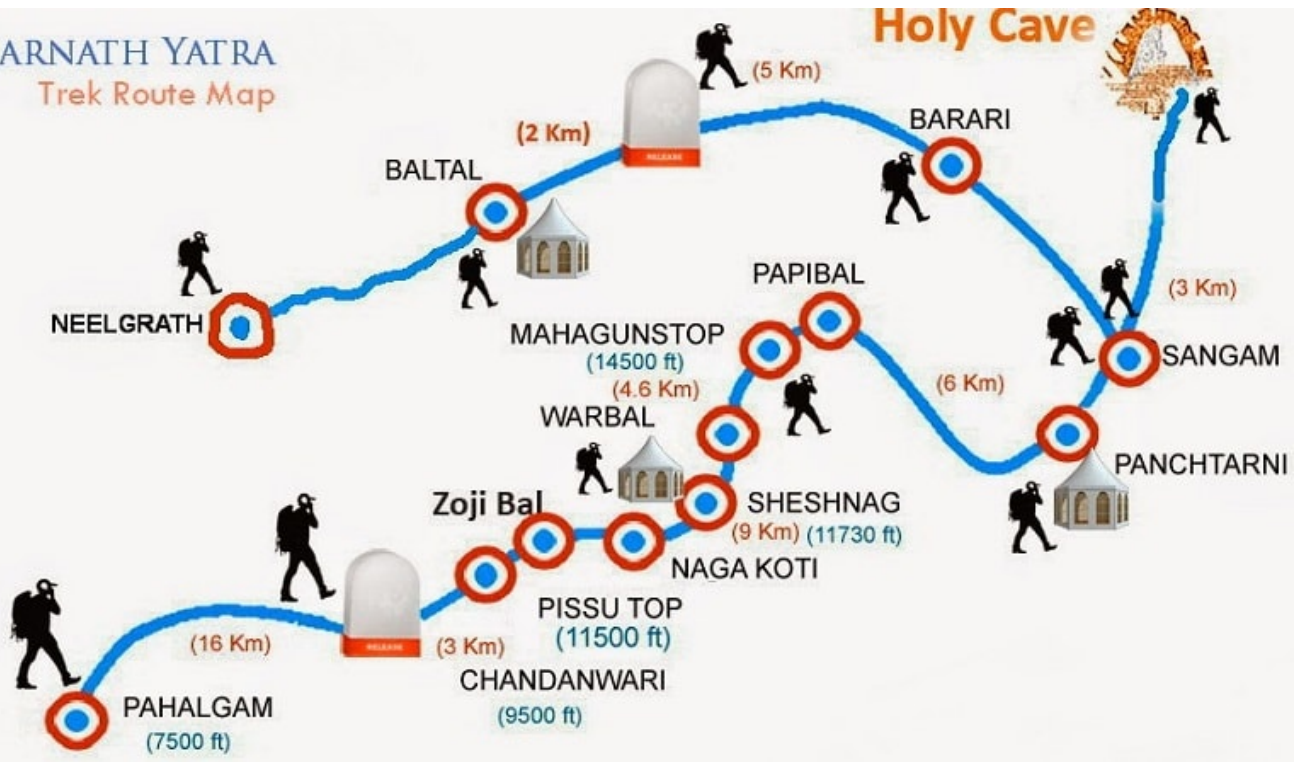 ARNATH YATRA
Trek Route Map
Holy Cave
(5 Km)
(2 Km)
BARARI
BALTAL
RELEASE
NEELGRATH
PAPIBAL
(3 Km)
MAHAGUNSTOP
(14500 ft)
(4.6 Km)
SANGAM
(6 Km)
WARBAL
PANCHTARNI
Zoji Bal
SHESHNAG
(9 Km) (11730 ft)
NAGA KOTI
PISSU TOP
(11500 ft)
(16 Km)
RELEASE
(3 Km)
CHANDANWARI
(9500 ft)
PAHALGAM
(7500 ft)